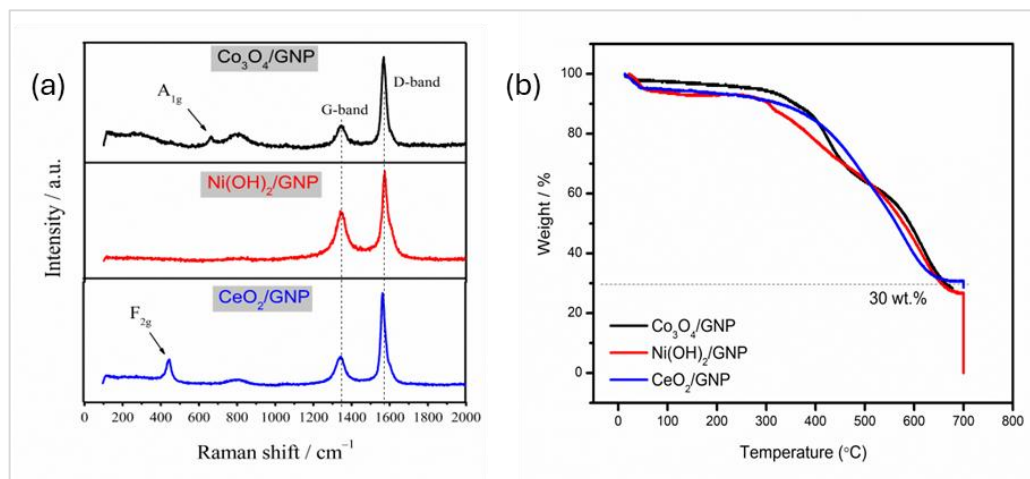 (a)
Co₃O₄/GNP
A₁g
G-band
D-band
Ni(OH)₂/GNP
CeO₂/GNP
F₂g
Intensity / a.u.
0 200 400 600 800 1000 1200 1400 1600 1800 2000
Raman shift / cm⁻¹
(b)
100
80
60
40
20
0
Weight / %
30 wt.%
Co₃O₄/GNP
Ni(OH)₂/GNP
CeO₂/GNP
0 100 200 300 400 500 600 700 800
Temperature (°C)